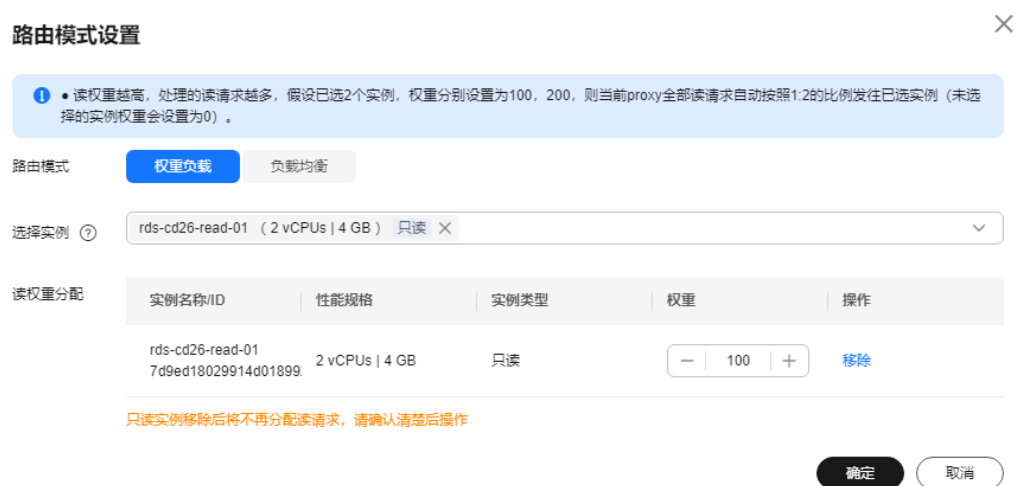 路由模式设置
● 读权重越高，处理的读请求越多，假设已选2个实例，权重分别设置为100，200，则当前proxy全部读请求自动按照1:2的比例发往已选实例（未选
择的实例权重会设置为0）。
路由模式 权重负载 负载均衡
选择实例 rds-cd26-read-01 （ 2 vCPUs | 4 GB ） 只读
读权重分配
实例名称/ID 性能规格 实例类型 权重 操作
rds-cd26-read-01
7d9ed18029914d01899 2 vCPUs | 4 GB 只读 100 移除
只读实例移除后将不再分配读请求，请确认清楚后操作
确定 取消